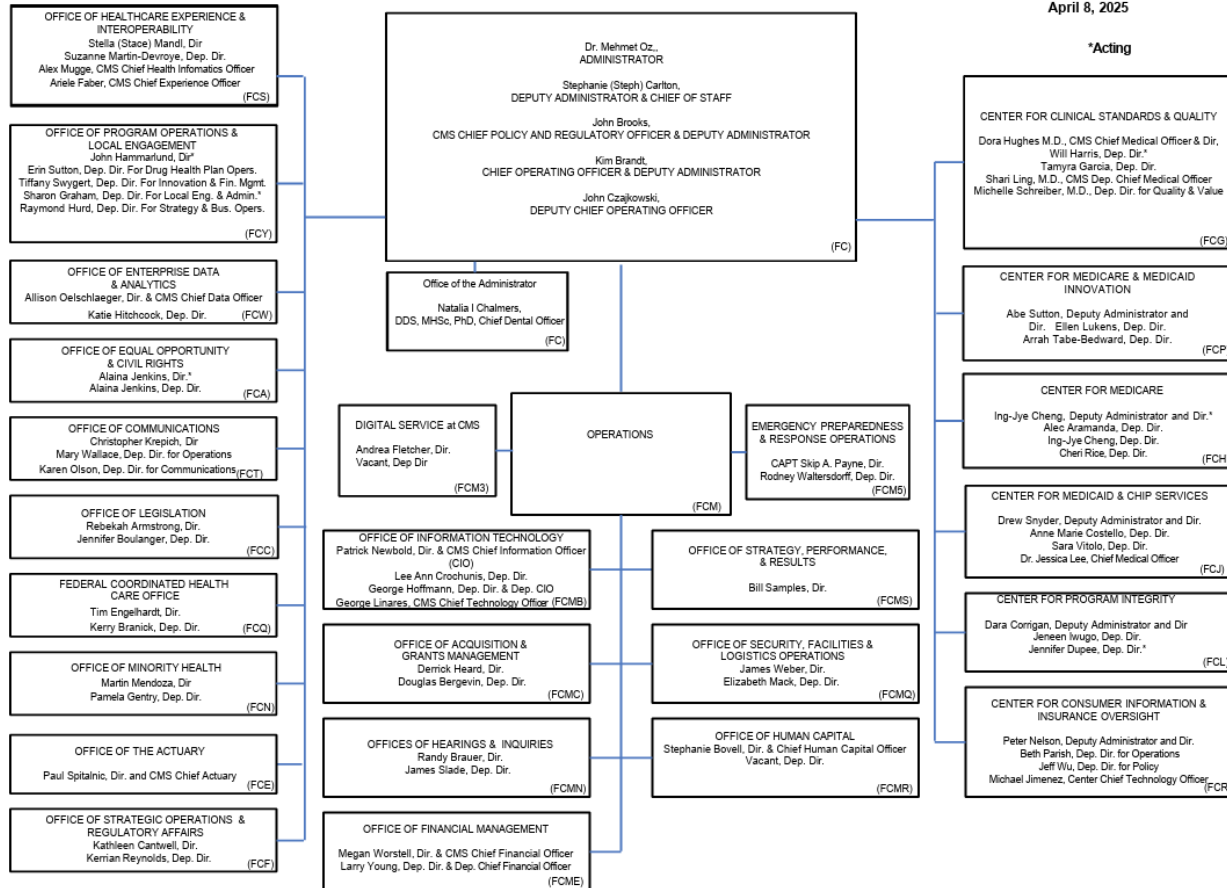 April 8, 2025
*Acting
OFFICE OF HEALTHCARE EXPERIENCE &
INTEROPERABILITY
Stella (Stace) Mandl, Dir
Suzanne Martin-Devroye, Dep. Dir.
Alex Mugge, CMS Chief Health Infomatics Officer
Ariele Faber, CMS Chief Experience Officer
(FCS)
OFFICE OF PROGRAM OPERATIONS &
LOCAL ENGAGEMENT
John Hammarlund, Dir*
Erin Sutton, Dep. Dir. For Drug Health Plan Opers.
Tiffany Swygert, Dep. Dir. For Innovation & Fin. Mgmt.
Sharon Graham, Dep. Dir. For Local Eng. & Admin.*
Raymond Hurd, Dep. Dir. For Strategy & Bus. Opers.
(FCY)
OFFICE OF ENTERPRISE DATA
& ANALYTICS
Allison Oelschlaeger, Dir. & CMS Chief Data Officer
Katie Hitchcock, Dep. Dir. (FCW)
OFFICE OF EQUAL OPPORTUNITY
& CIVIL RIGHTS
Alaina Jenkins, Dir.*
Alaina Jenkins, Dep. Dir.
(FCA)
OFFICE OF COMMUNICATIONS
Christopher Krepich, Dir
Mary Wallace, Dep. Dir. for Operations
Karen Olson, Dep. Dir. for Communications (FCT)
OFFICE OF LEGISLATION
Rebekah Armstrong, Dir.
Jennifer Boulanger, Dep. Dir.
(FCC)
FEDERAL COORDINATED HEALTH
CARE OFFICE
Tim Engelhardt, Dir.
Kerry Branick, Dep. Dir. (FCQ)
OFFICE OF MINORITY HEALTH
Martin Mendoza, Dir
Pamela Gentry, Dep. Dir.
(FCN)
OFFICE OF THE ACTUARY
Paul Spitalnic, Dir. and CMS Chief Actuary
(FCE)
OFFICE OF STRATEGIC OPERATIONS &
REGULATORY AFFAIRS
Kathleen Cantwell, Dir.
Kerrian Reynolds, Dep. Dir.
(FCF)
Dr. Mehmet Oz,,
ADMINISTRATOR
Stephanie (Steph) Carlton,
DEPUTY ADMINISTRATOR & CHIEF OF STAFF
John Brooks,
CMS CHIEF POLICY AND REGULATORY OFFICER & DEPUTY ADMINISTRATOR
Kim Brandt,
CHIEF OPERATING OFFICER & DEPUTY ADMINISTRATOR
John Czajkowski,
DEPUTY CHIEF OPERATING OFFICER
(FC)
Office of the Administrator
Natalia I Chalmers,
DDS, MHSc, PhD, Chief Dental Officer
(FC)
DIGITAL SERVICE at CMS
Andrea Fletcher, Dir.
Vacant, Dep Dir
(FCM3)
OPERATIONS
(FCM)
EMERGENCY PREPAREDNESS
& RESPONSE OPERATIONS
CAPT Skip A. Payne, Dir.
Rodney Waltersdorff, Dep. Dir.
(FCM5)
OFFICE OF INFORMATION TECHNOLOGY
Patrick Newbold, Dir. & CMS Chief Information Officer
(CIO)
Lee Ann Crochunis, Dep. Dir.
George Hoffmann, Dep. Dir. & Dep. CIO
George Linares, CMS Chief Technology Officer (FCMB)
OFFICE OF STRATEGY, PERFORMANCE,
& RESULTS
Bill Samples, Dir.
(FCMS)
OFFICE OF ACQUISITION &
GRANTS MANAGEMENT
Derrick Heard, Dir.
Douglas Bergevin, Dep. Dir.
(FCMC)
OFFICE OF SECURITY, FACILITIES &
LOGISTICS OPERATIONS
James Weber, Dir.
Elizabeth Mack, Dep. Dir.
(FCMQ)
OFFICES OF HEARINGS & INQUIRIES
Randy Brauer, Dir.
James Slade, Dep. Dir.
(FCMN)
OFFICE OF HUMAN CAPITAL
Stephanie Bovell, Dir. & Chief Human Capital Officer
Vacant, Dep. Dir.
(FCMR)
OFFICE OF FINANCIAL MANAGEMENT
Megan Worstell, Dir. & CMS Chief Financial Officer
Larry Young, Dep. Dir. & Dep. Chief Financial Officer
(FCME)
CENTER FOR CLINICAL STANDARDS & QUALITY
Dora Hughes M.D., CMS Chief Medical Officer & Dir,
Will Harris, Dep. Dir.*
Tamyra Garcia, Dep. Dir.
Shari Ling, M.D., CMS Dep. Chief Medical Officer
Michelle Schreiber, M.D., Dep. Dir. for Quality & Value
(FCG)
CENTER FOR MEDICARE & MEDICAID
INNOVATION
Abe Sutton, Deputy Administrator and
Dir. Ellen Lukens, Dep. Dir.
Arrah Tabe-Bedward, Dep. Dir.
(FCP
CENTER FOR MEDICARE
Ing-Jye Cheng, Deputy Administrator and Dir.*
Alec Aramanda, Dep. Dir.
Ing-Jye Cheng, Dep. Dir.
Cheri Rice, Dep. Dir.
(FCH
CENTER FOR MEDICAID & CHIP SERVICES
Drew Snyder, Deputy Administrator and Dir.
Anne Marie Costello, Dep. Dir.
Sara Vitolo, Dep. Dir.
Dr. Jessica Lee, Chief Medical Officer
(FCJ)
CENTER FOR PROGRAM INTEGRITY
Dara Corrigan, Deputy Administrator and Dir
Jeneen Iwugo, Dep. Dir.
Jennifer Dupee, Dep. Dir.*
(FCL)
CENTER FOR CONSUMER INFORMATION &
INSURANCE OVERSIGHT
Peter Nelson, Deputy Administrator and Dir.
Beth Parish, Dep. Dir. for Operations
Jeff Wu, Dep. Dir. for Policy
Michael Jimenez, Center Chief Technology Officer
(FCR